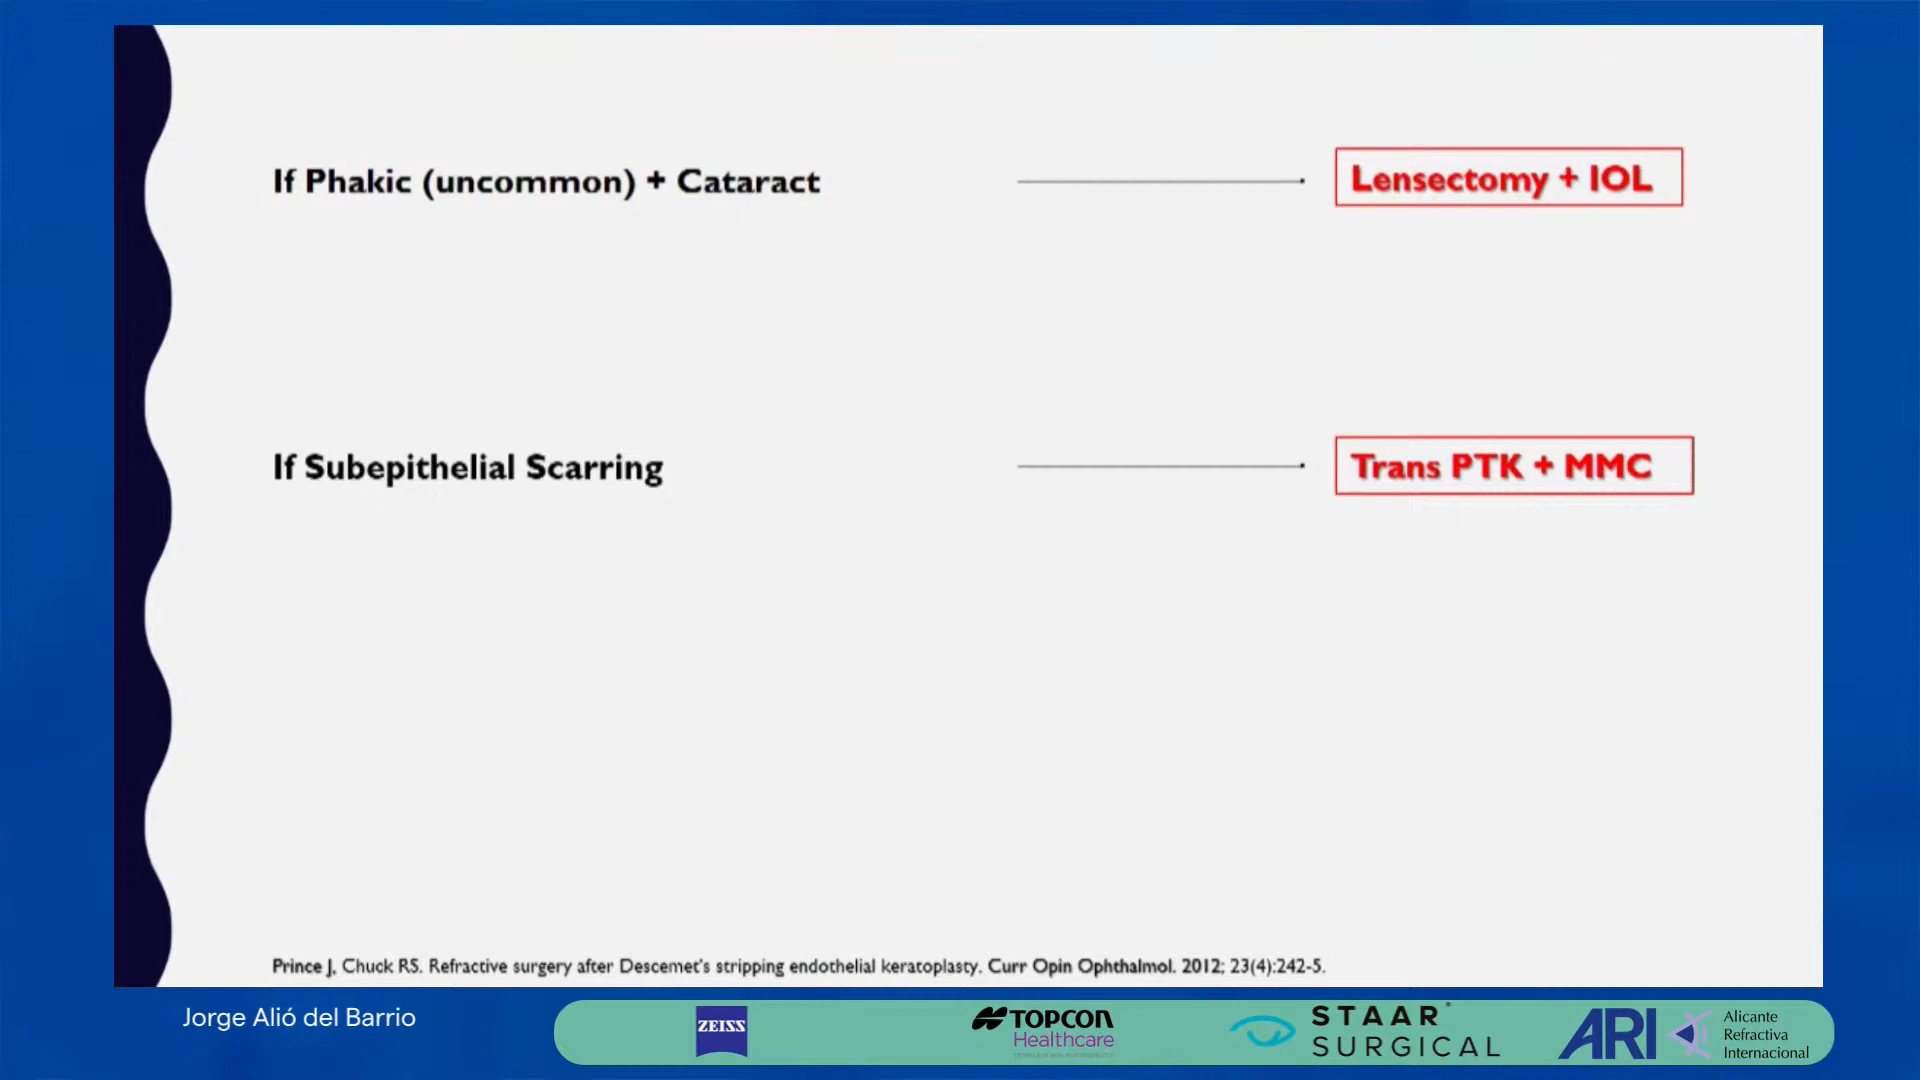 If Phakic (uncommon) + Cataract
Lensectomy + IOL
If Subepithelial Scarring
Trans PTK + MMC
Prince J, Chuck RS. Refractive surgery after Descemet's stripping endothelial keratoplasty. Curr Opin Ophthalmol. 2012; 23(4):242-5.
Jorge Alió del Barrio
ZEISS
TOPCON
Healthcare
STAAR
SURGICAL
ARI
Alicante
Refractiva
Internacional